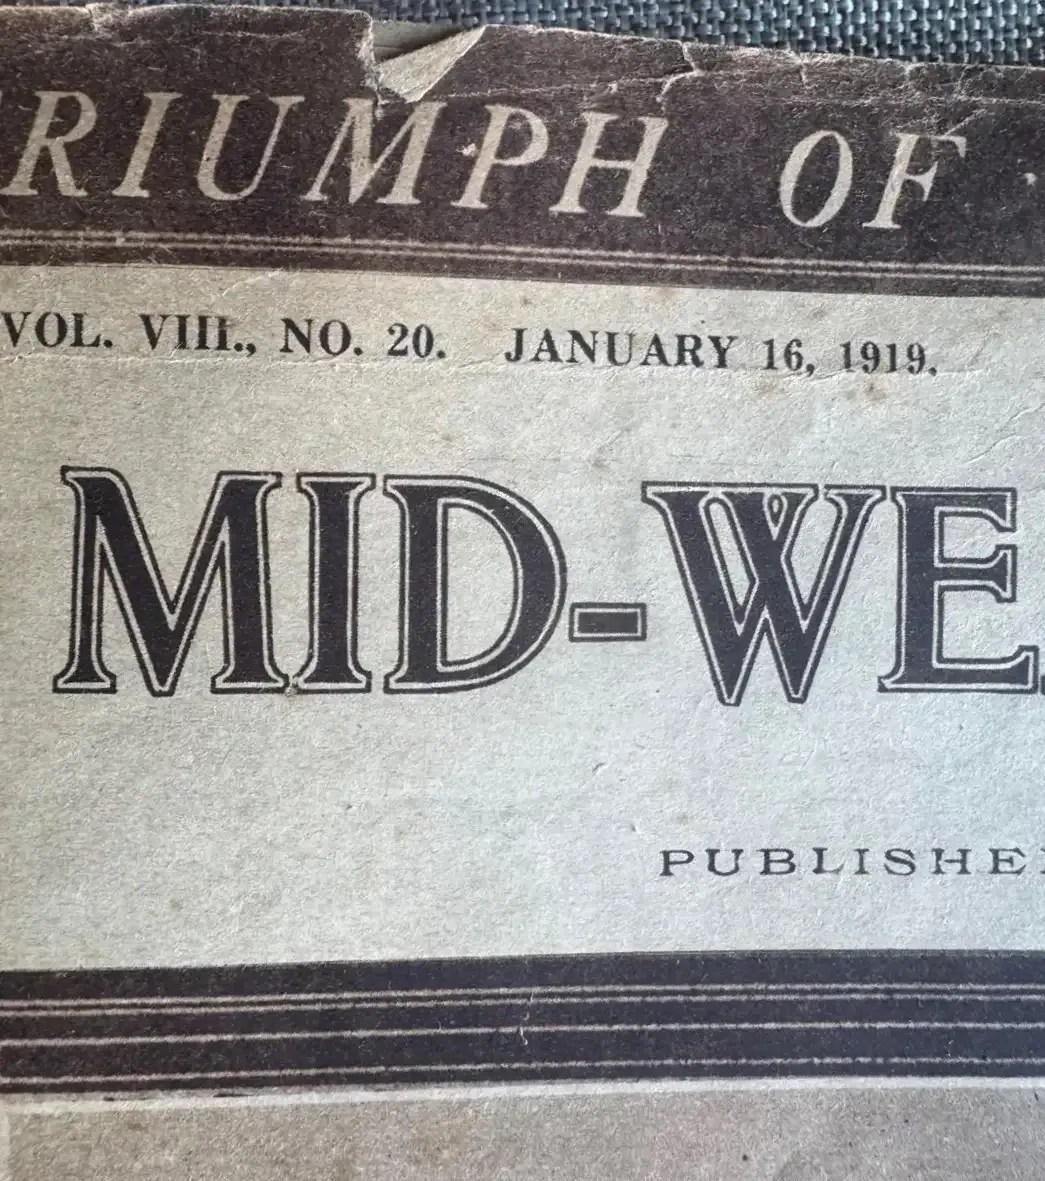 RIUMPH OF
VOL. VIII., NO. 20. JANUARY 16, 1919.
MID-WE
PUBLISHE